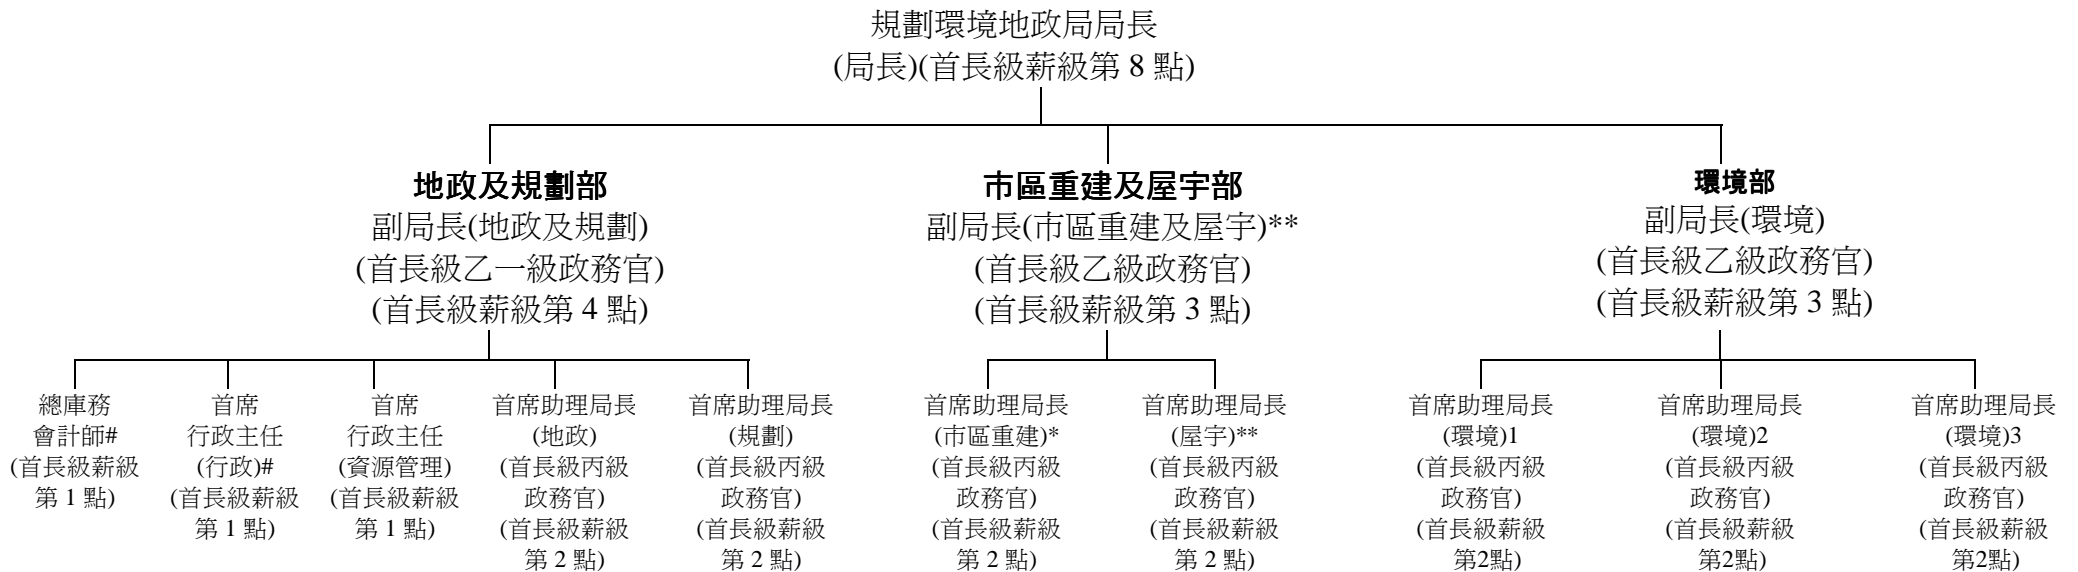 規劃環境地政局局長
(局長)(首長級薪級第 8 點)
地政及規劃部
副局長(地政及規劃)
(首長級乙一級政務官)
(首長級薪級第 4 點)
市區重建及屋宇部
副局長(市區重建及屋宇)**
(首長級乙級政務官)
(首長級薪級第 3 點)
環境部
副局長(環境)
(首長級乙級政務官)
(首長級薪級第 3 點)
總庫務
會計師#
(首長級薪級
第 1 點)
首席
行政主任
(行政)#
(首長級薪級
第 1 點)
首席
行政主任
(資源管理)
(首長級薪級
第 1 點)
首席助理局長
(地政)
(首長級丙級
政務官)
(首長級薪級
第 2 點)
首席助理局長
(規劃)
(首長級丙級
政務官)
(首長級薪級
第 2 點)
首席助理局長
(市區重建)*
(首長級丙級
政務官)
(首長級薪級
第 2 點)
首席助理局長
(屋宇)**
(首長級丙級
政務官)
(首長級薪級
第 2 點)
首席助理局長
(環境)1
(首長級丙級
政務官)
(首長級薪級
第2點)
首席助理局長
(環境)2
(首長級丙級
政務官)
(首長級薪級
第2點)
首席助理局長
(環境)3
(首長級丙級
政務官)
(首長級薪級
第2點)